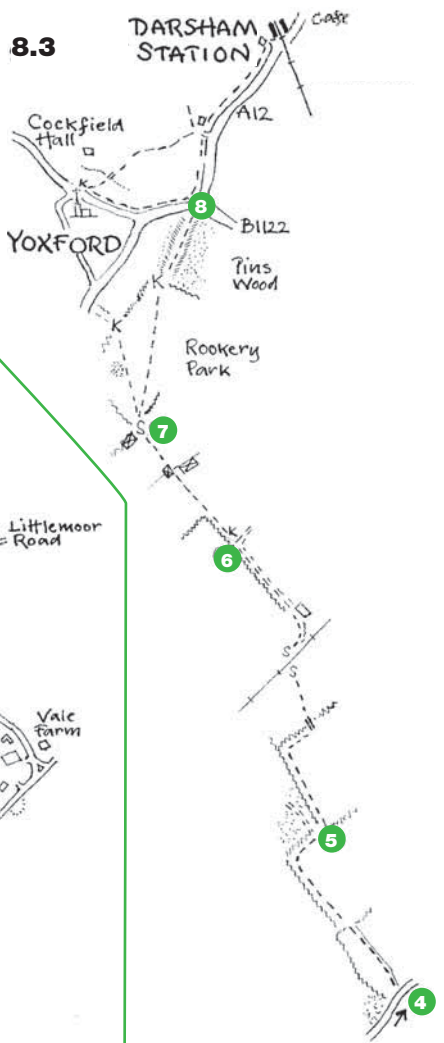 8.3
DARSHAM
STATION
Cafe
A12
Cockfield
Hall
K
8
B1122
YOXFORD
Pins
Wood
K
K
Rookery
Park
S
7
Littlemoor
Road
K
6
S
S
Vale
Farm
5
4